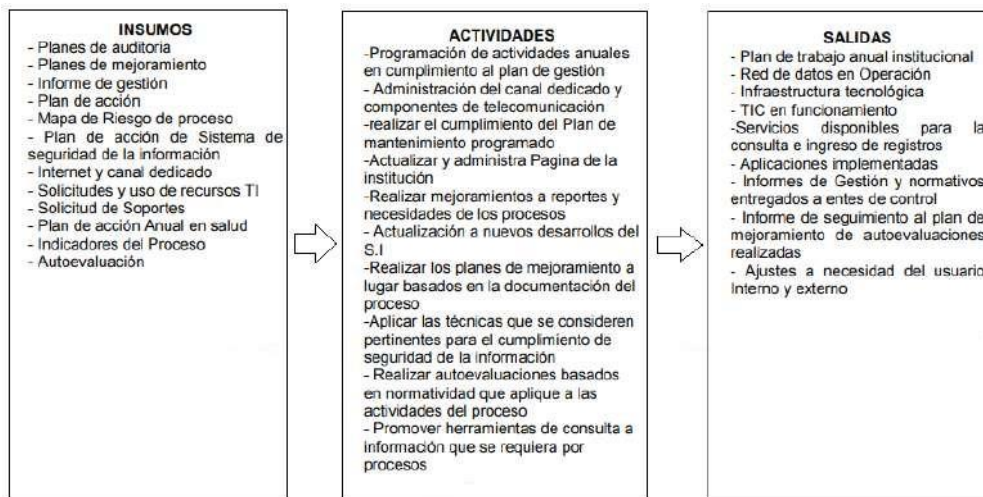 INSUMOS
- Planes de auditoria
- Planes de mejoramiento
- Informe de gestión
- Plan de acción
- Mapa de Riesgo de proceso
- Plan de acción de Sistema de
seguridad de la información
- Internet y canal dedicado
- Solicitudes y uso de recursos TI
- Solicitud de Soportes
- Plan de acción Anual en salud
- Indicadores del Proceso
- Autoevaluación
ACTIVIDADES
-Programación de actividades anuales
en cumplimiento al plan de gestión
- Administración del canal dedicado y
componentes de telecomunicación
-realizar el cumplimiento del Plan de
mantenimiento programado
-Actualizar y administra Pagina de la
institución
-Realizar mejoramientos a reportes y
necesidades de los procesos
- Actualización a nuevos desarrollos del
S.I
-Realizar los planes de mejoramiento a
lugar basados en la documentación del
proceso
-Aplicar las técnicas que se consideren
pertinentes para el cumplimiento de
seguridad de la información
- Realizar autoevaluaciones basados
en normatividad que aplique a las
actividades del proceso
- Promover herramientas de consulta a
información que se requiera por
procesos
SALIDAS
- Plan de trabajo anual institucional
- Red de datos en Operación
- Infraestructura tecnológica
- TIC en funcionamiento
-Servicios disponibles para la
consulta e ingreso de registros
- Aplicaciones implementadas
- Informes de Gestión y normativos
entregados a entes de control
- Informe de seguimiento al plan de
mejoramiento de autoevaluaciones
realizadas
- Ajustes a necesidad del usuario
Interno y externo